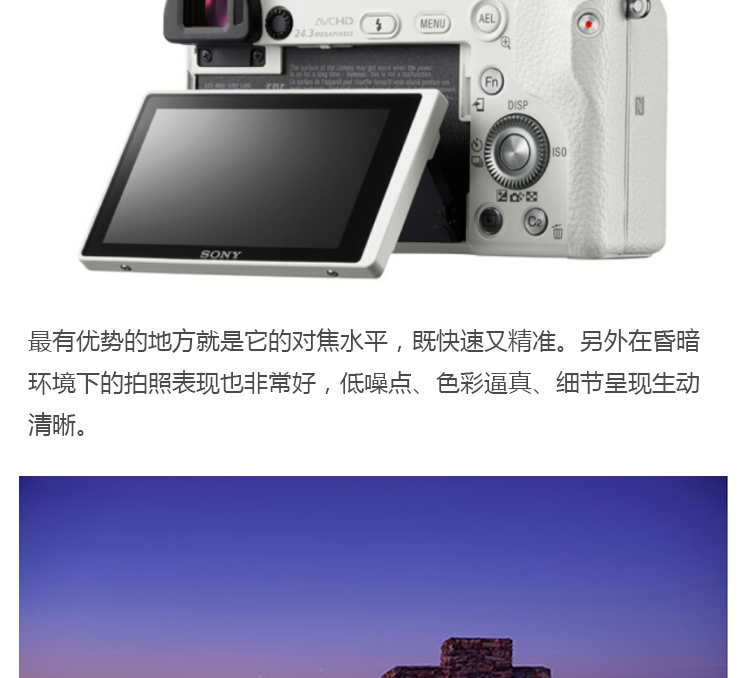 AVCHD
24.3 MEGAPIXELS
MENU
AEL
Fn
DISP
ISO
C2
SONY
最有优势的地方就是它的对焦水平，既快速又精准。另外在昏暗
环境下的拍照表现也非常好，低噪点、色彩逼真、细节呈现生动
清晰。